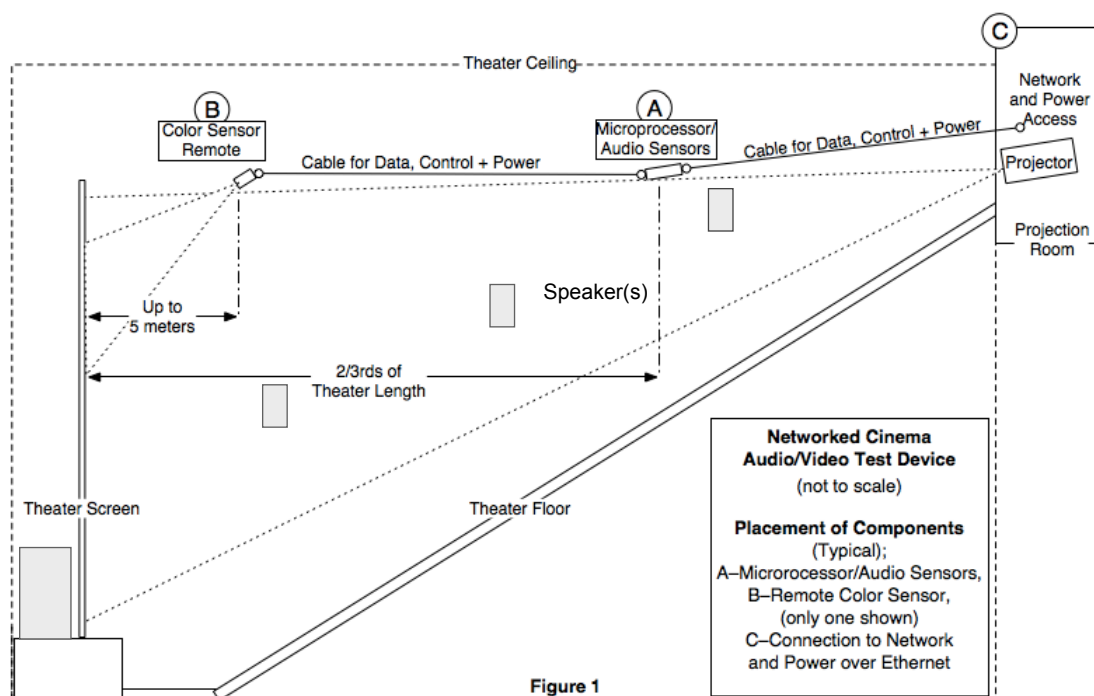 C
Theater Ceiling
Network
and Power
Access
B
Color Sensor
Remote
A
Microprocessor/
Audio Sensors
Cable for Data, Control + Power
Cable for Data, Control + Power
Projector
Projection
Room
Speaker(s)
Up to
5 meters
2/3rds of
Theater Length
Theater Screen
Theater Floor
Networked Cinema
Audio/Video Test Device
(not to scale)
Placement of Components
(Typical);
A–Microrocessor/Audio Sensors,
B–Remote Color Sensor,
(only one shown)
C–Connection to Network
and Power over Ethernet
Figure 1